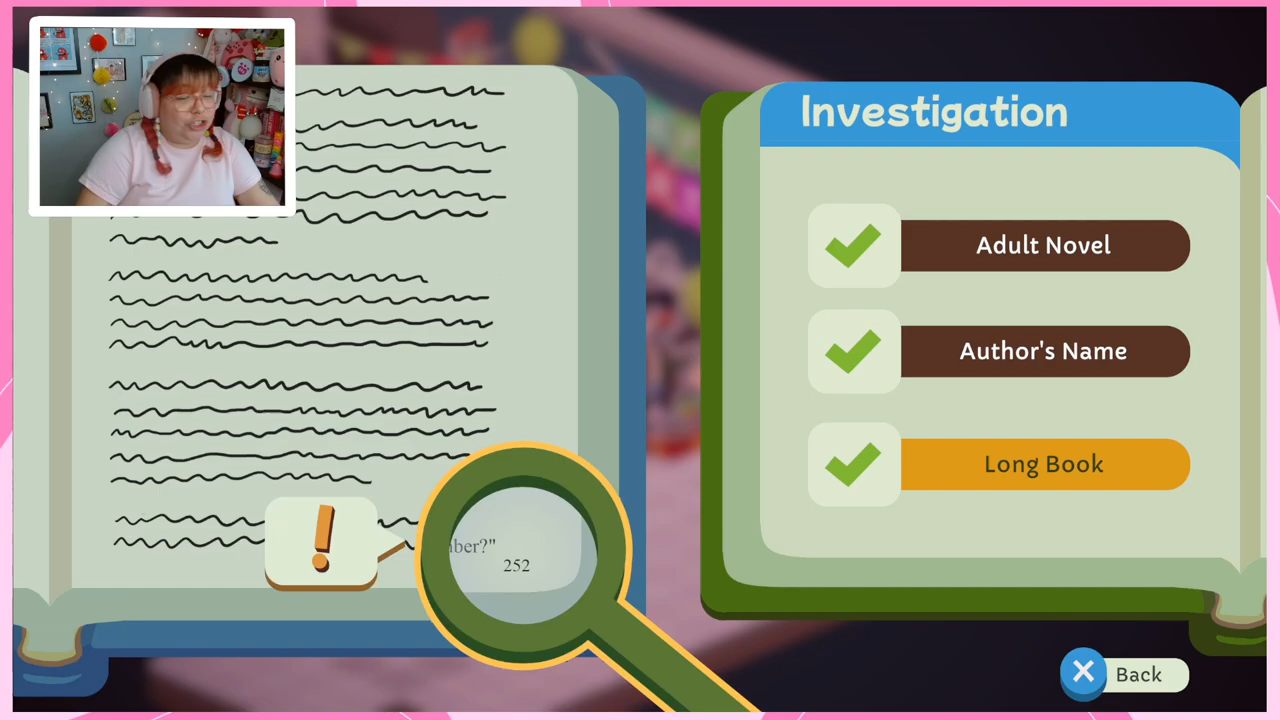 Investigation
Adult Novel
Author's Name
Long Book
!
ber?"
252
Back